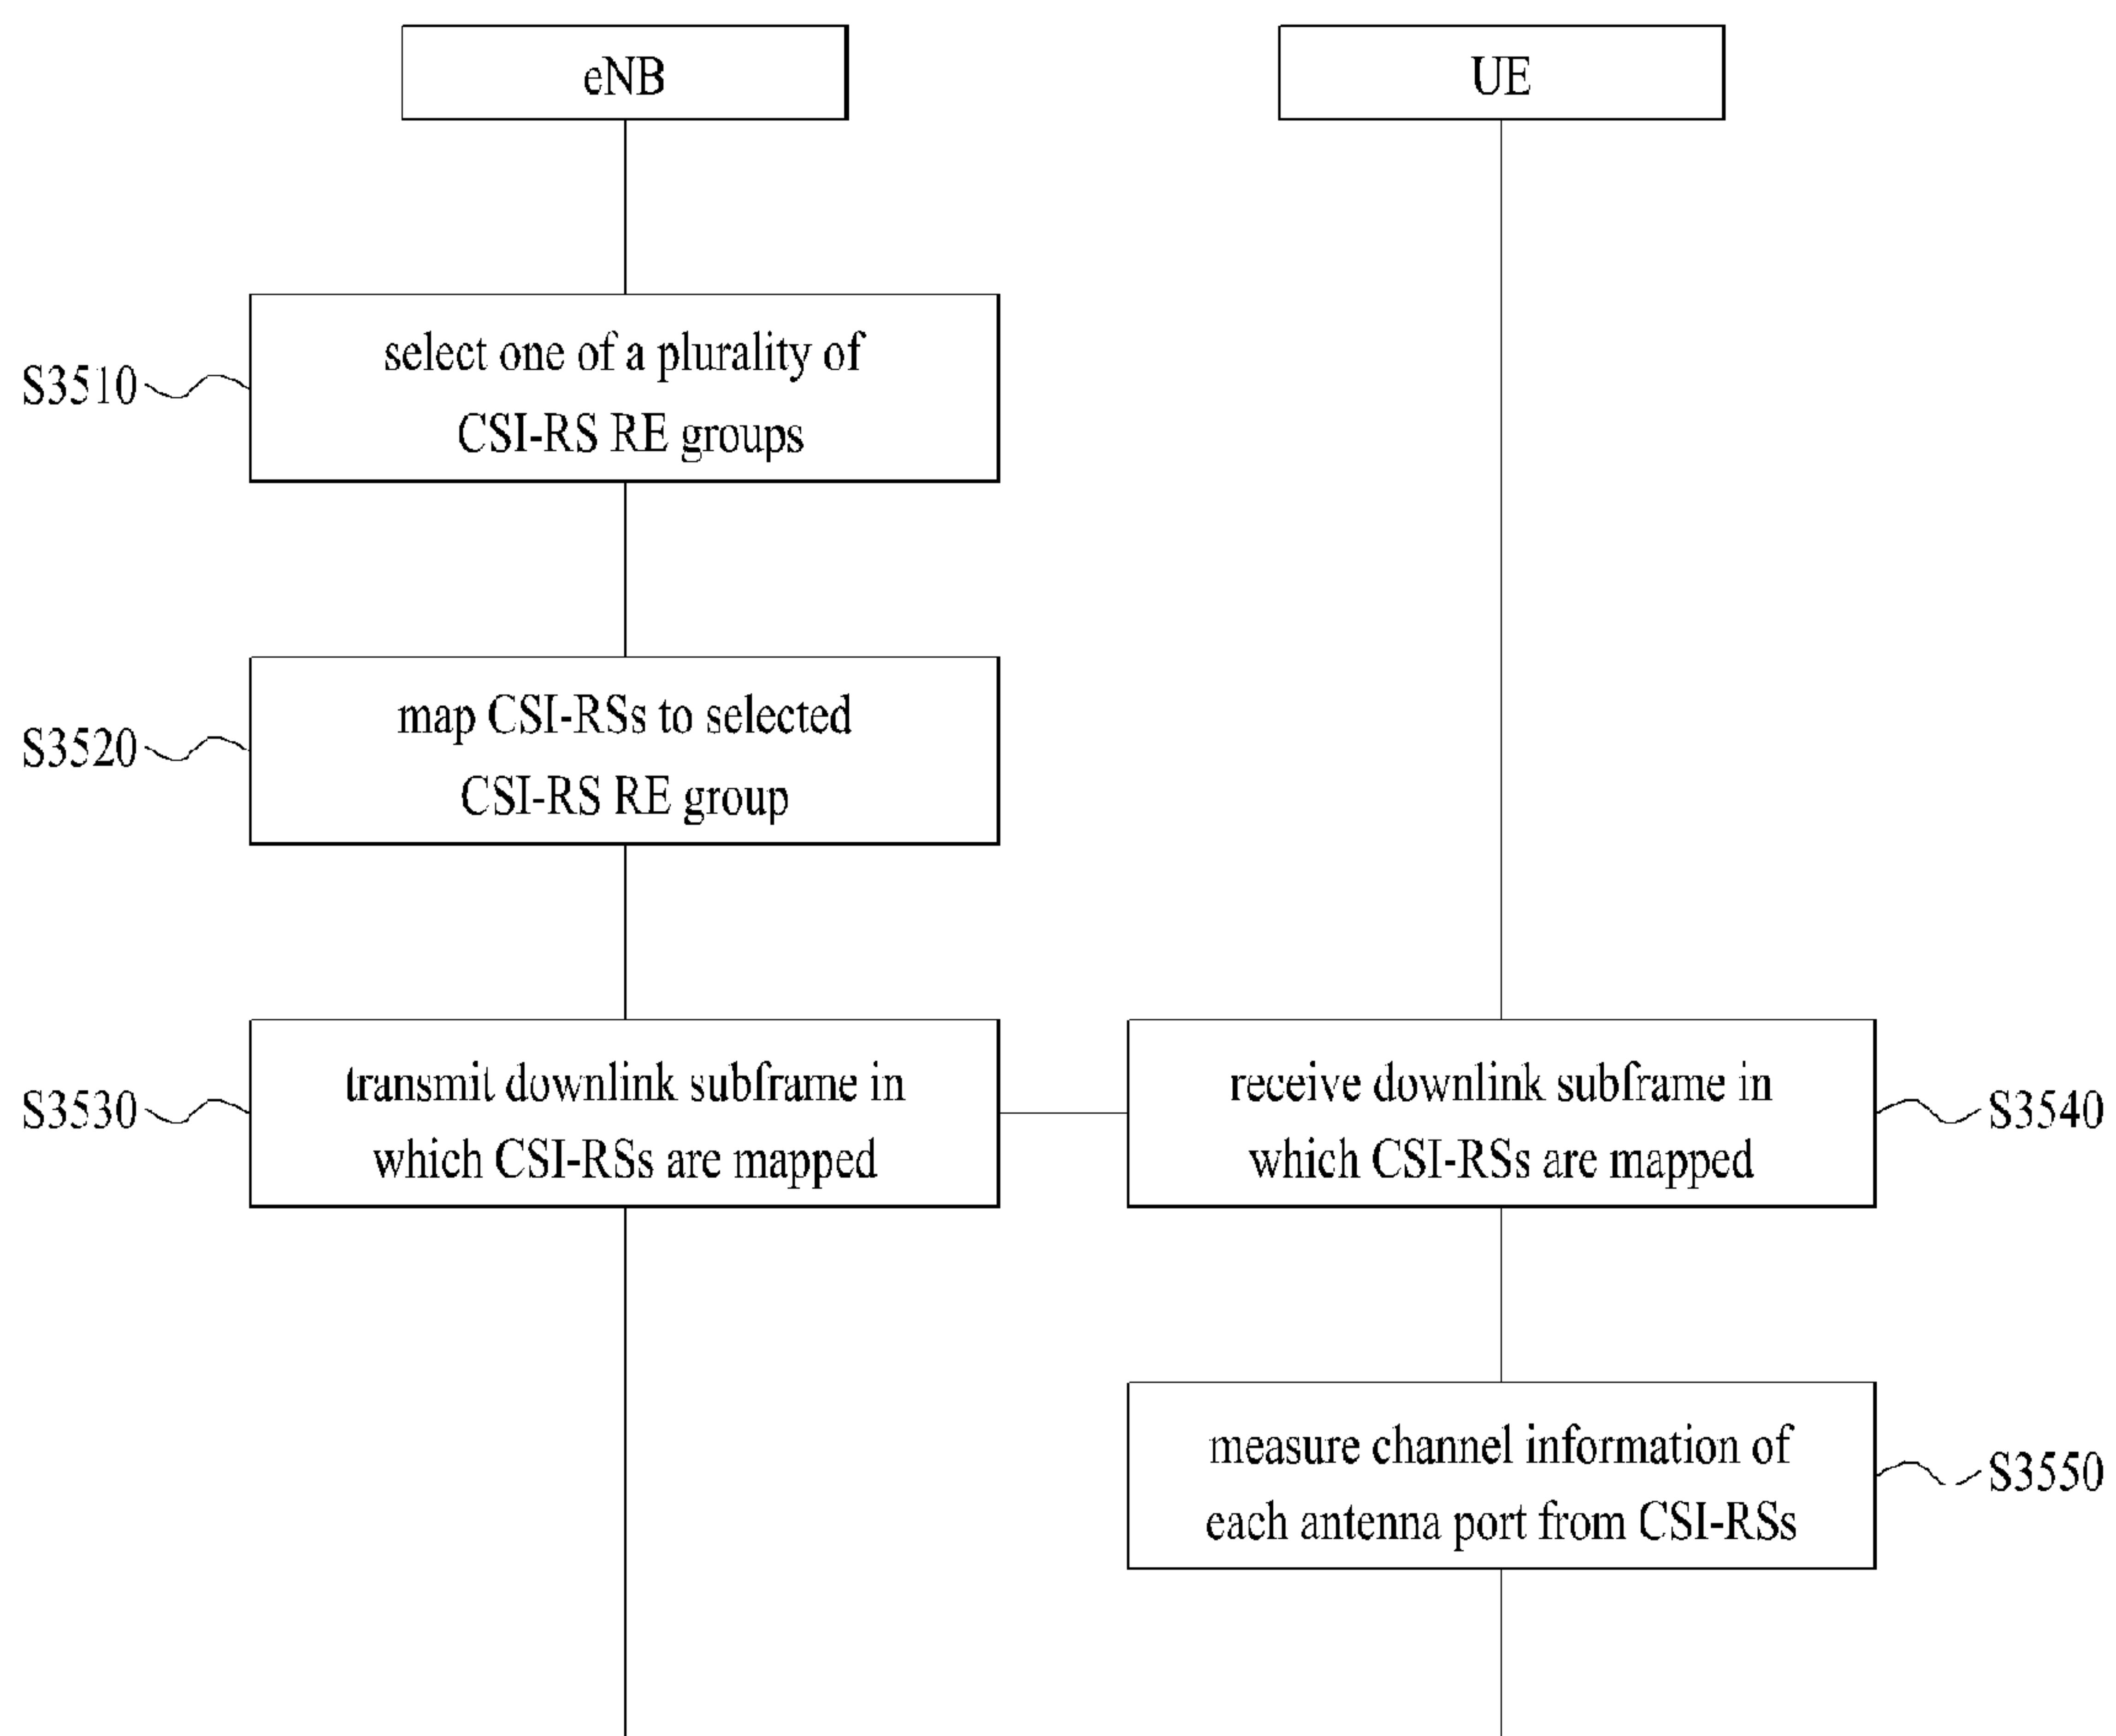 eNB
UE
S3510
select one of a plurality of
CSI-RS RE groups
S3520
map CSI-RSs to selected
CSI-RS RE group
S3530
transmit downlink subframe in
which CSI-RSs are mapped
receive downlink subframe in
which CSI-RSs are mapped
S3540
measure channel information of
each antenna port from CSI-RSs
S3550